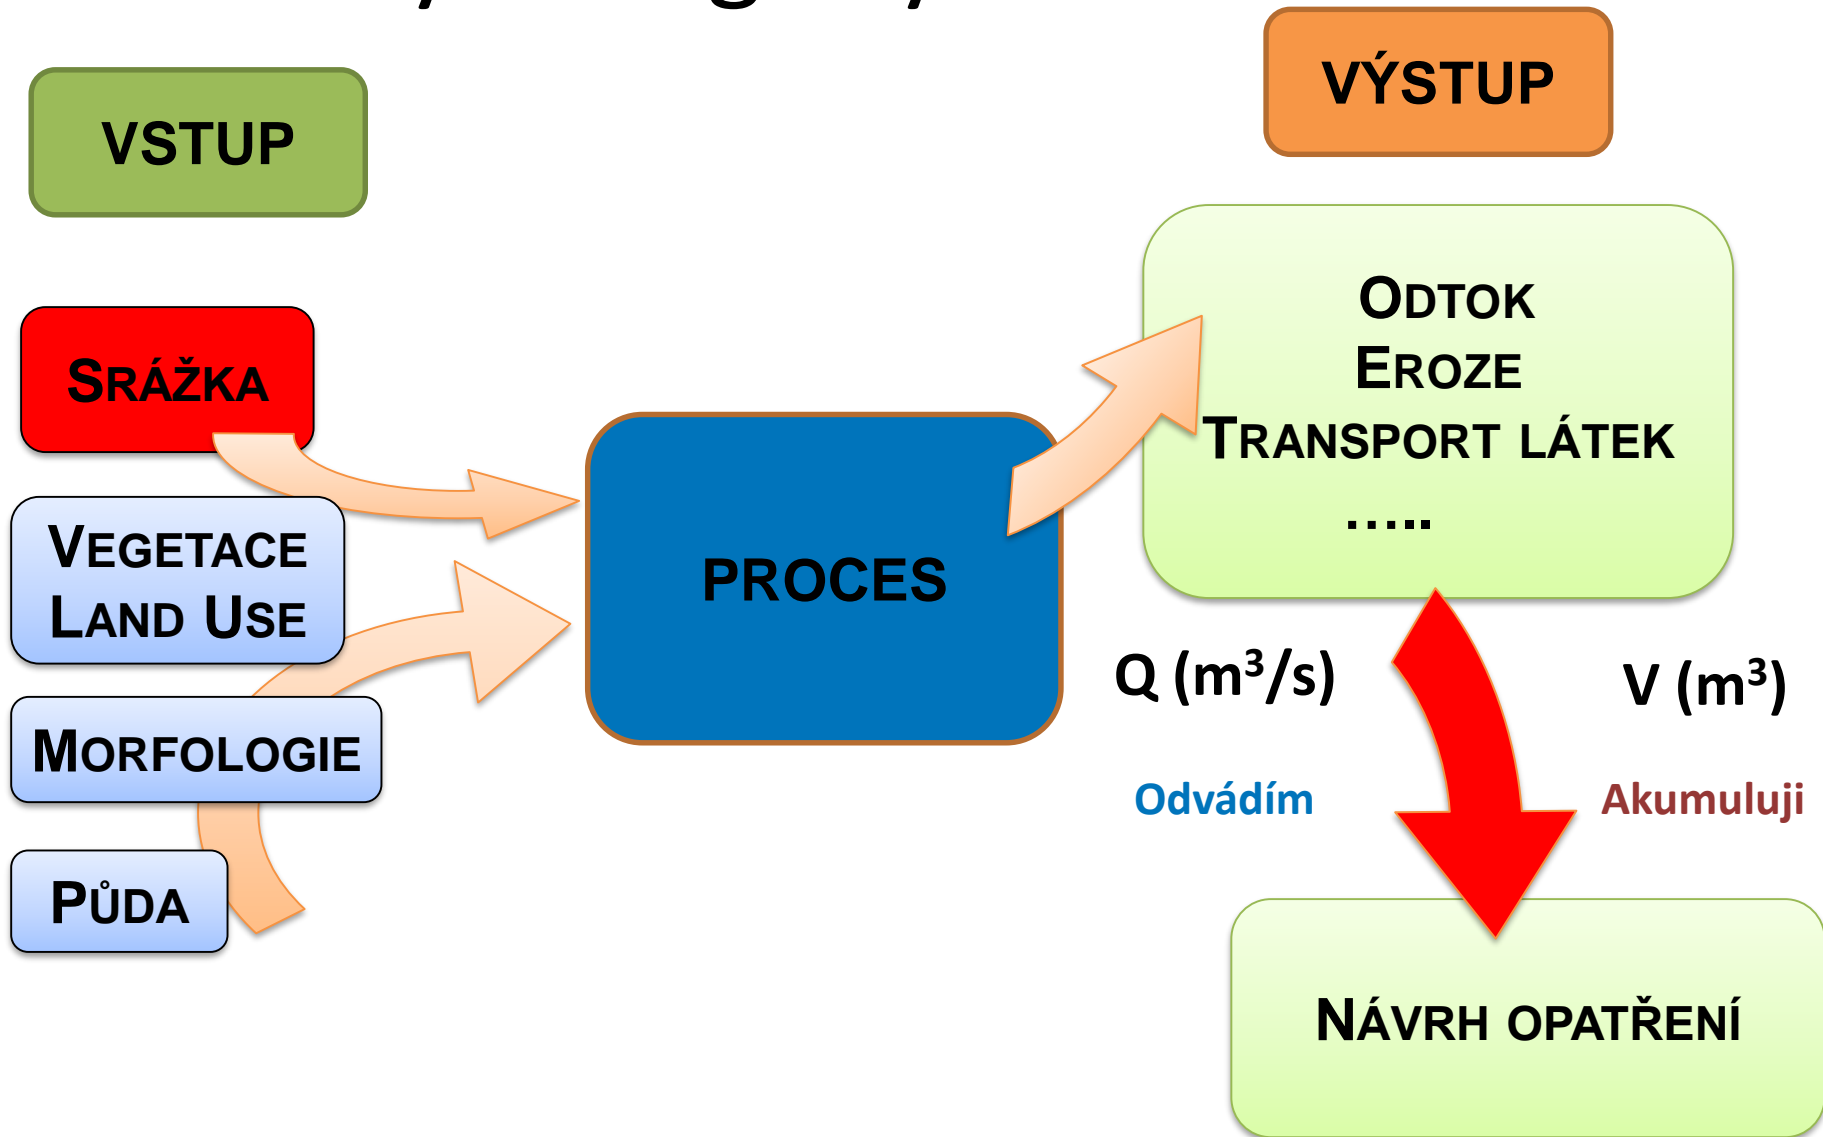 VSTUP
VÝSTUP
SRÁŽKA
VEGETACE
LAND USE
MORFOLOGIE
PŮDA
PROCES
ODTOK
EROZE
TRANSPORT LÁTEK
…..
Q (m³/s)
V (m³)
Odvádím
Akumuluji
NÁVRH OPATŘENÍ